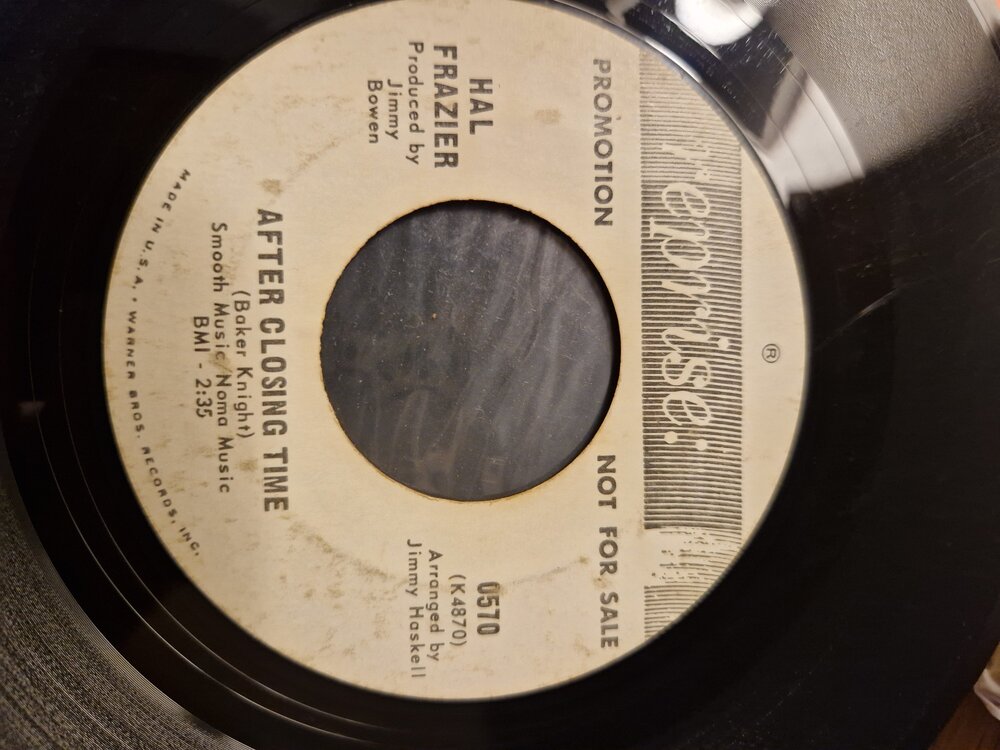 ®
reprise:
PROMOTION NOT FOR SALE
HAL
FRAZIER
Produced by
Jimmy
Bowen
0570
(K4870)
Arranged by
Jimmy Haskell
AFTER CLOSING TIME
(Baker Knight)
Smooth Music/Noma Music
BMI - 2:35
MADE IN U.S.A. • WARNER BROS. RECORDS, INC.